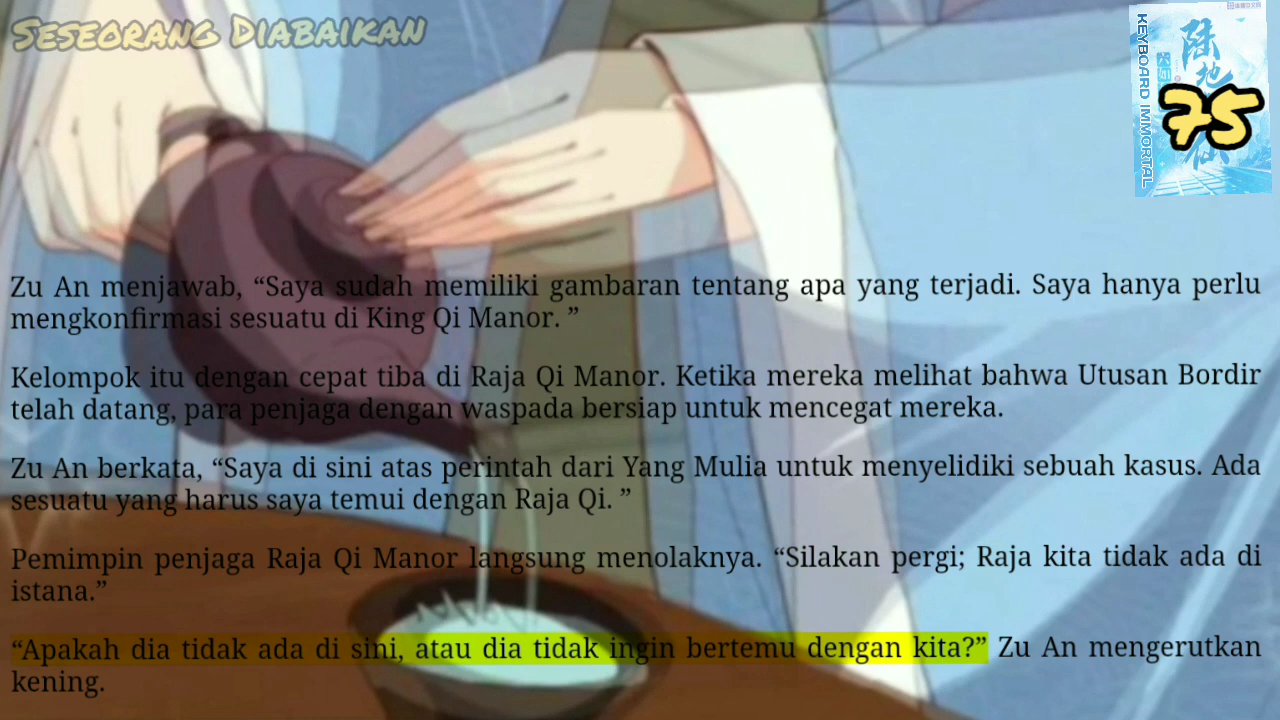 Seseorang Diabaikan
KEYBOARD IMMORTAL
75
Zu An menjawab, “Saya sudah memiliki gambaran tentang apa yang terjadi. Saya hanya perlu
mengkonfirmasi sesuatu di King Qi Manor. ”
Kelompok itu dengan cepat tiba di Raja Qi Manor. Ketika mereka melihat bahwa Utusan Bordir
telah datang, para penjaga dengan waspada bersiap untuk mencegat mereka.
Zu An berkata, “Saya di sini atas perintah dari Yang Mulia untuk menyelidiki sebuah kasus. Ada
sesuatu yang harus saya temui dengan Raja Qi. ”
Pemimpin penjaga Raja Qi Manor langsung menolaknya. “Silakan pergi; Raja kita tidak ada di
istana.”
“Apakah dia tidak ada di sini, atau dia tidak ingin bertemu dengan kita?” Zu An mengerutkan
kening.